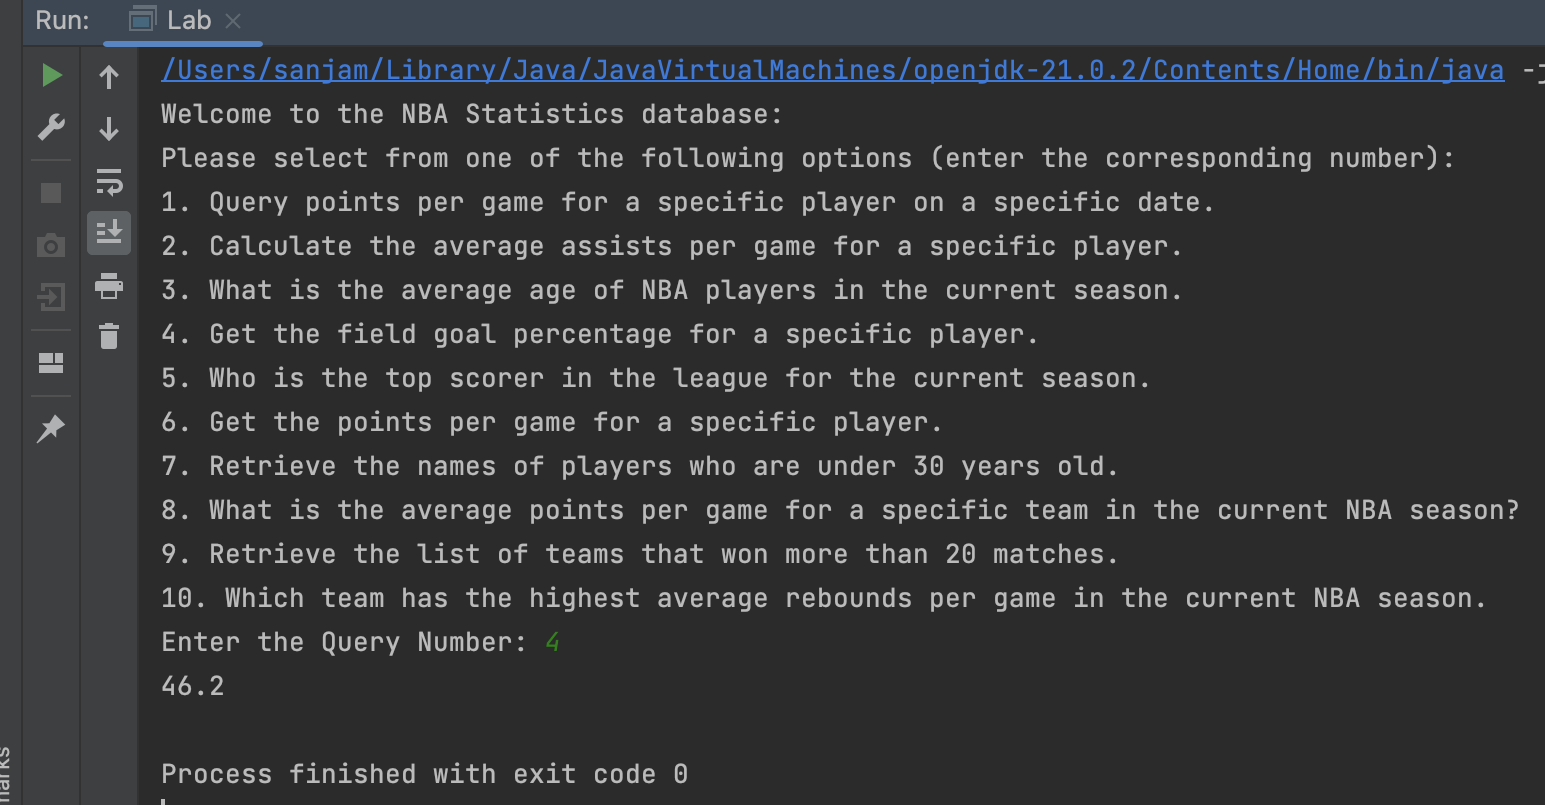 Run: Lab
/Users/sanjam/Library/Java/JavaVirtualMachines/openjdk-21.0.2/Contents/Home/bin/java
Welcome to the NBA Statistics database:
Please select from one of the following options (enter the corresponding number):
1. Query points per game for a specific player on a specific date.
2. Calculate the average assists per game for a specific player.
3. What is the average age of NBA players in the current season.
4. Get the field goal percentage for a specific player.
5. Who is the top scorer in the league for the current season.
6. Get the points per game for a specific player.
7. Retrieve the names of players who are under 30 years old.
8. What is the average points per game for a specific team in the current NBA season?
9. Retrieve the list of teams that won more than 20 matches.
10. Which team has the highest average rebounds per game in the current NBA season.
Enter the Query Number: 4
46.2
Process finished with exit code 0